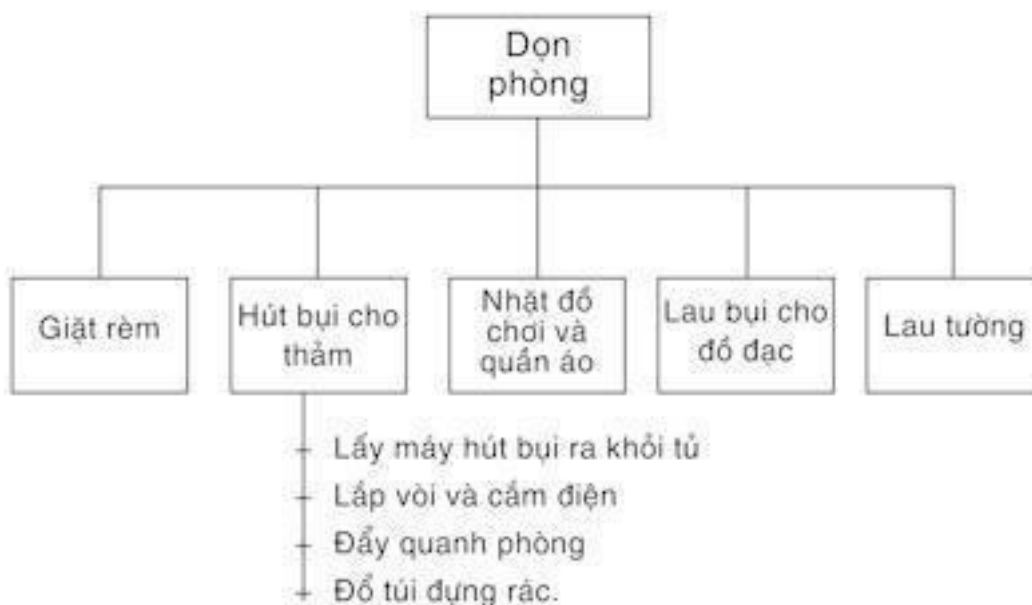 Dọn
phòng
Giặt rèm
Hút bụi cho
thảm
Nhặt đồ
chơi và
quần áo
Lau bụi cho
đồ đạc
Lau tường
Lấy máy hút bụi ra khỏi tủ
Lắp vòi và cắm điện
Đẩy quanh phòng
Đổ túi đựng rác.